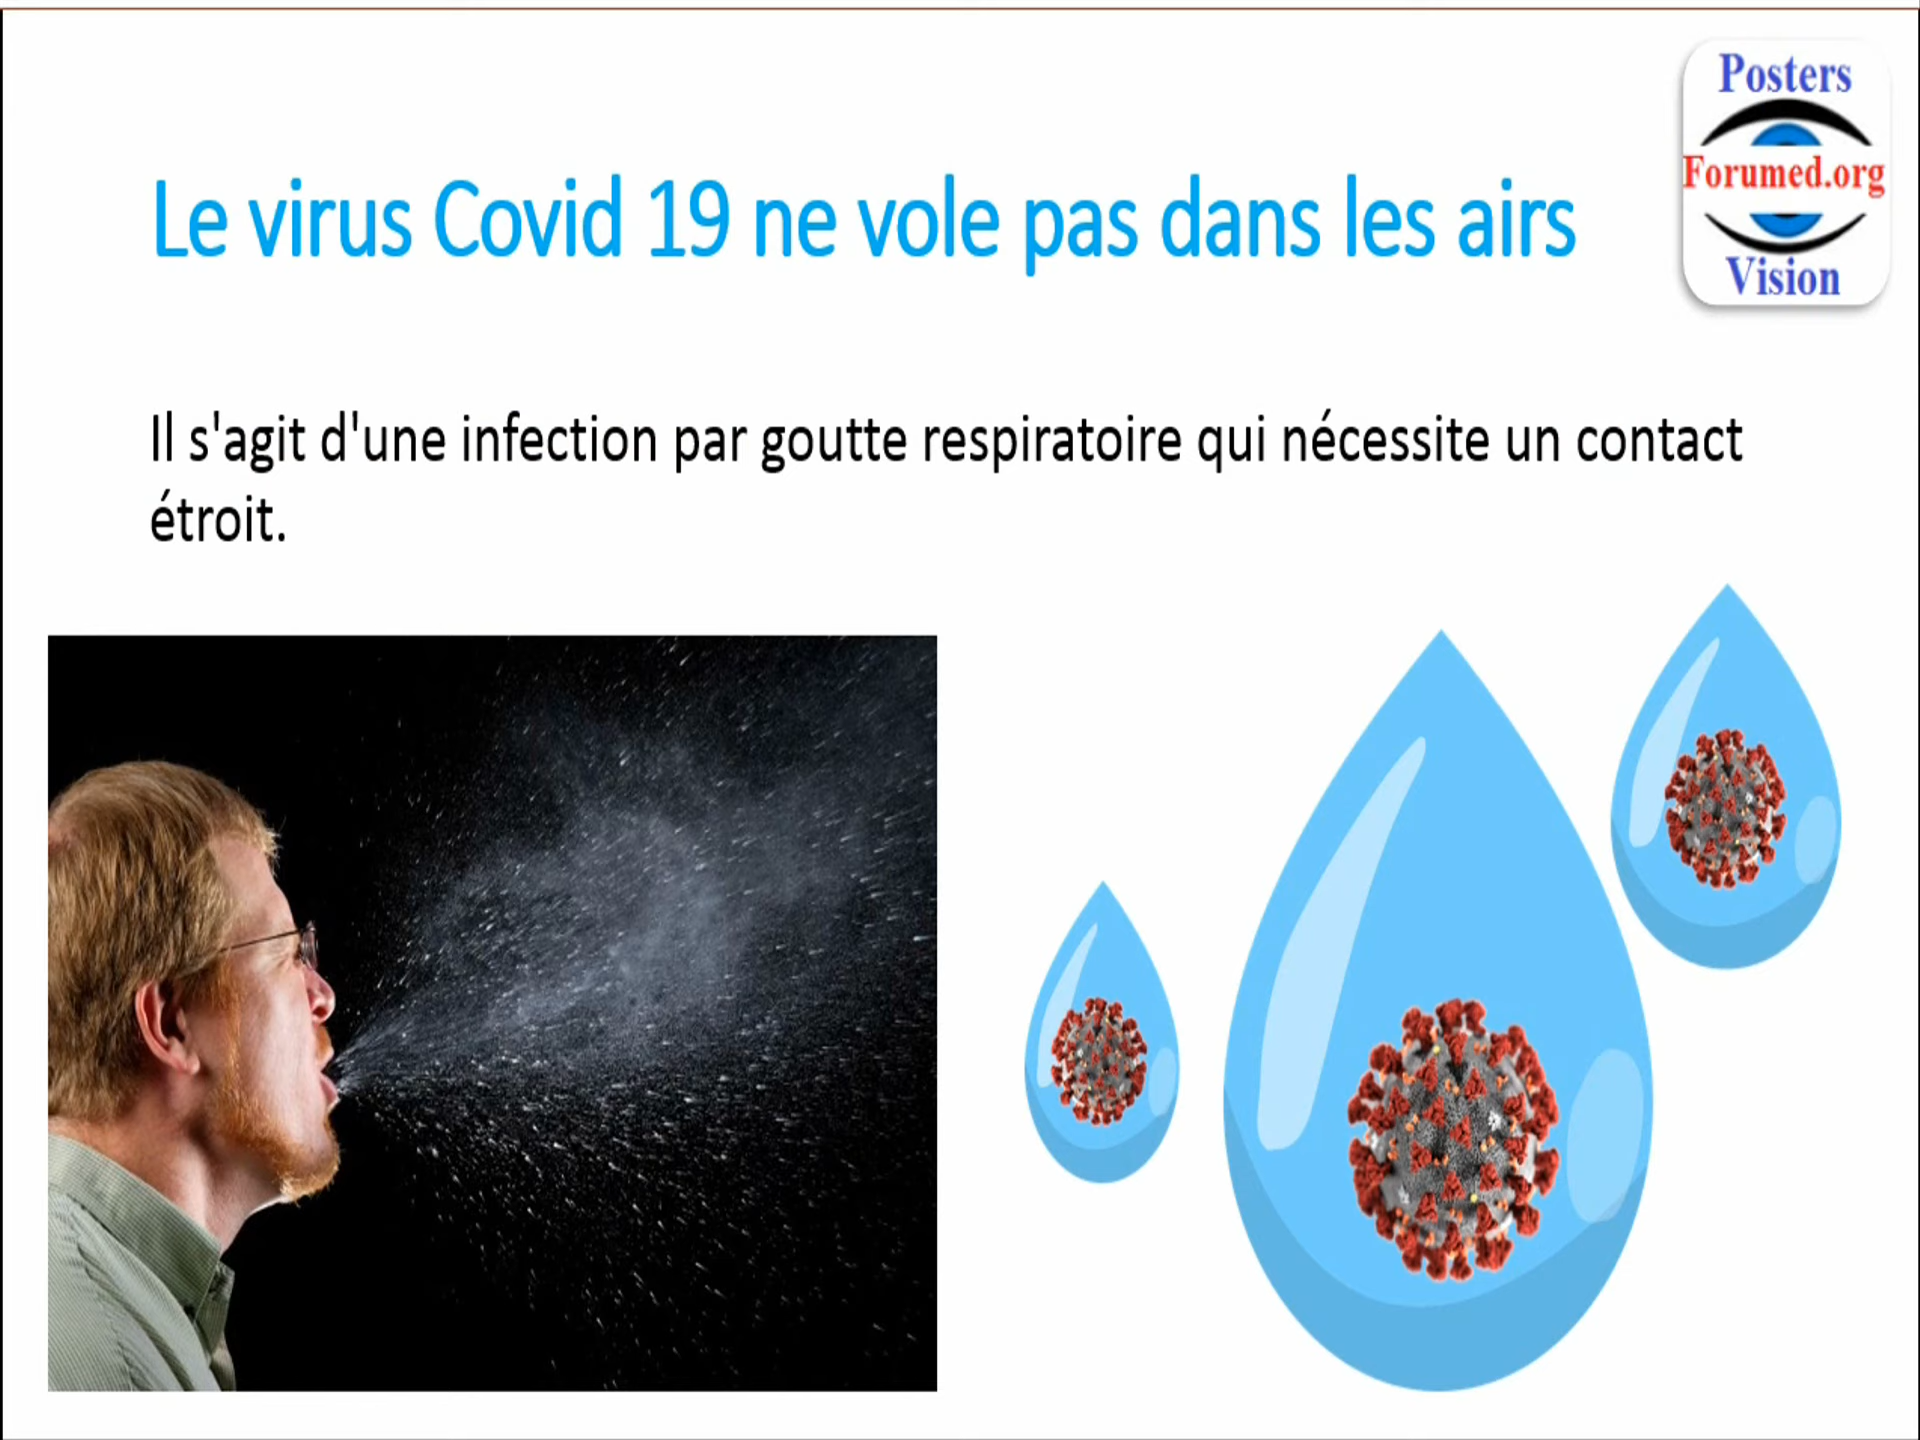 Posters
Forumed.org
Vision
Le virus Covid 19 ne vole pas dans les airs
Il s'agit d'une infection par goutte respiratoire qui nécessite un contact
étroit.